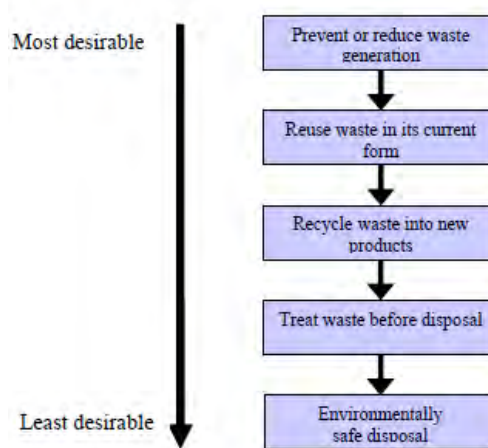 Most desirable
Prevent or reduce waste
generation
Reuse waste in its current
form
Recycle waste into new
products
Treat waste before disposal
Least desirable
Environmentally
safe disposal